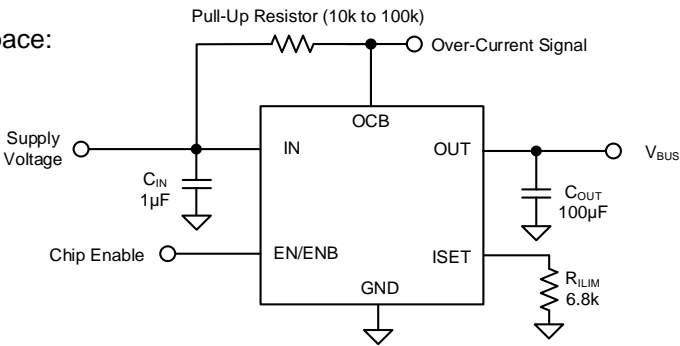 Pull-Up Resistor (10k to 100k)
Over-Current Signal
OCB
Supply
Voltage
IN
OUT
VBUS
CIN
1µF
COUT
100µF
Chip Enable
EN/ENB
ISET
GND
RILIM
6.8k